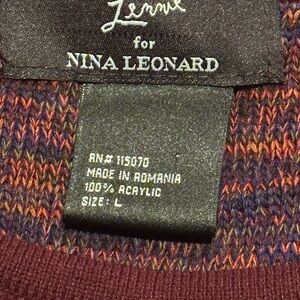 Lennie
for
NINA LEONARD
RN# 115070
MADE IN ROMANIA
100% ACRYLIC
SIZE: L